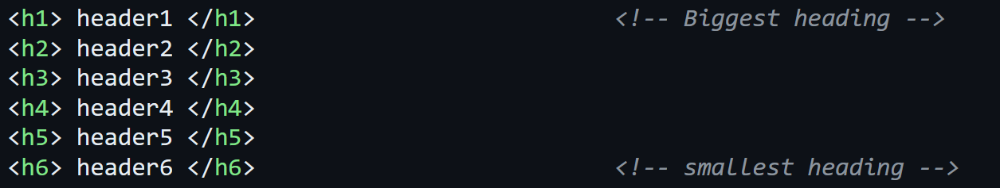 <h1> header1 </h1> <!-- Biggest heading -->
<h2> header2 </h2>
<h3> header3 </h3>
<h4> header4 </h4>
<h5> header5 </h5>
<h6> header6 </h6> <!-- smallest heading -->